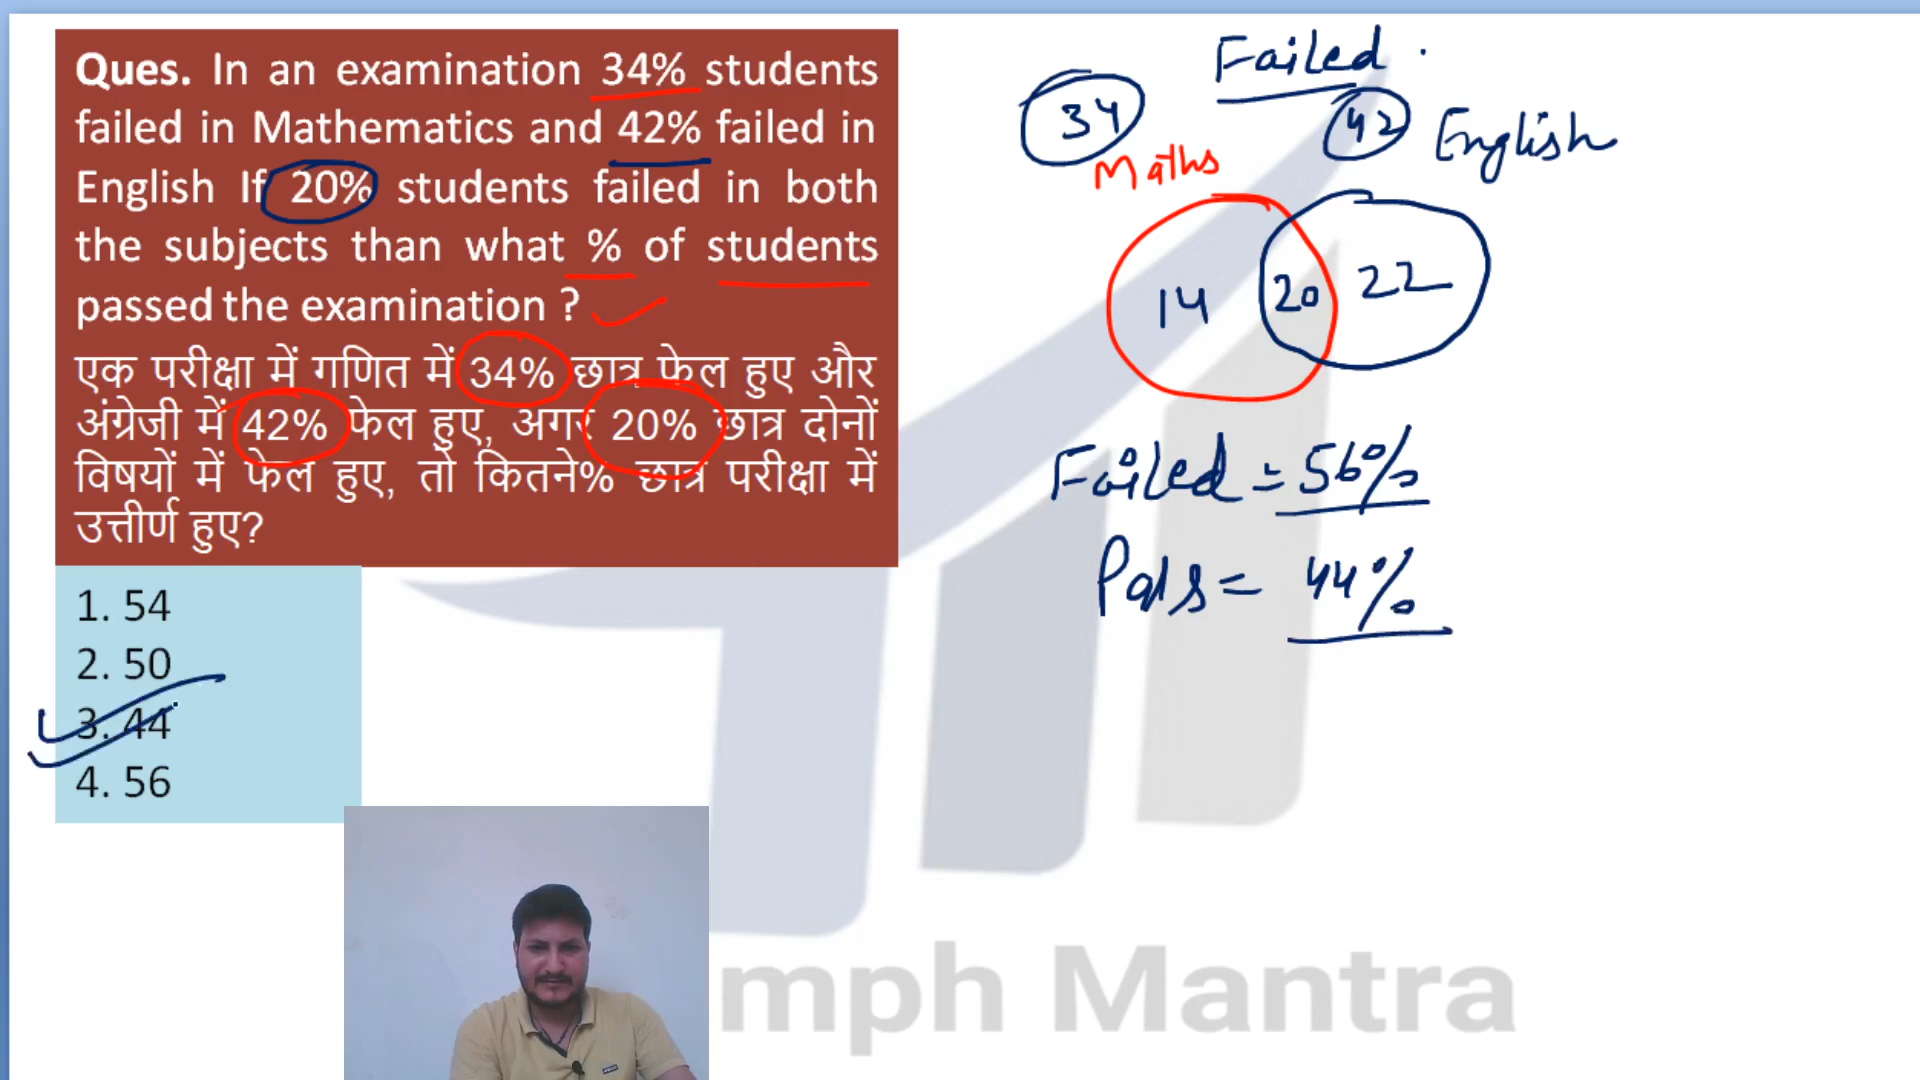 Ques. In an examination 34% students
failed in Mathematics and 42% failed in
English If 20% students failed in both
the subjects than what % of students
passed the examination ?
एक परीक्षा में गणित में 34% छात्र फेल हुए और
अंग्रेजी में 42% फेल हुए, अगर 20% छात्र दोनों
विषयों में फेल हुए, तो कितने% छात्र परीक्षा में
उत्तीर्ण हुए?
1. 54
2. 50
3. 44
4. 56
Failed
34
42 English
Maths
14 20 22
Failed = 56%
Pass = 44%
mph Mantra